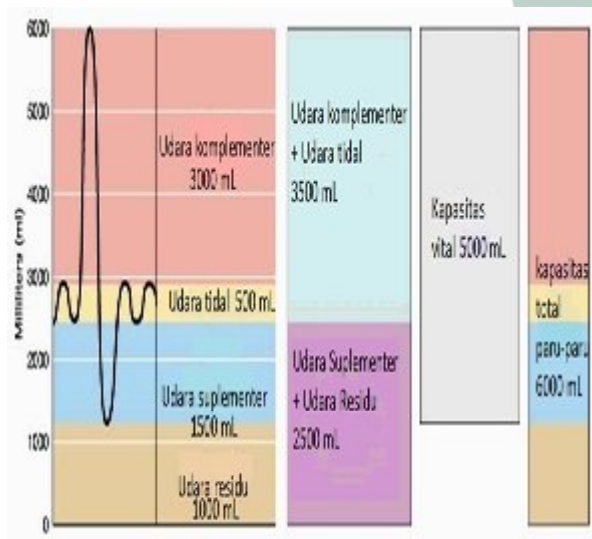 6000
5000
4000
3000
2000
1000
0
Milliliters (ml)
Udara komplementer
3000 mL
Udara tidal 500 mL
Udara suplementer
1500 mL
Udara residu
1000 mL
Udara komplementer
+ Udara tidal
3500 mL
Udara Suplementer
+ Udara Residu
2500 mL
Kapasitas
vital 5000 mL
kapasitas
total
paru-paru
6000 mL